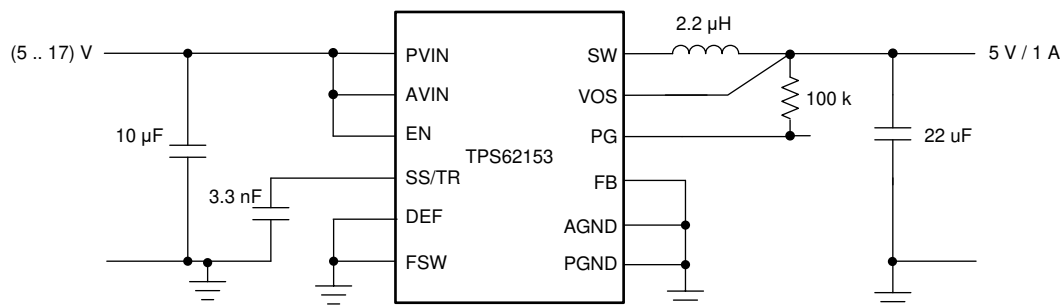 (5 .. 17) V
10 µF
3.3 nF
PVIN
AVIN
EN
SS/TR
DEF
FSW
TPS62153
SW
VOS
PG
FB
AGND
PGND
2.2 µH
100 k
5 V / 1 A
22 uF